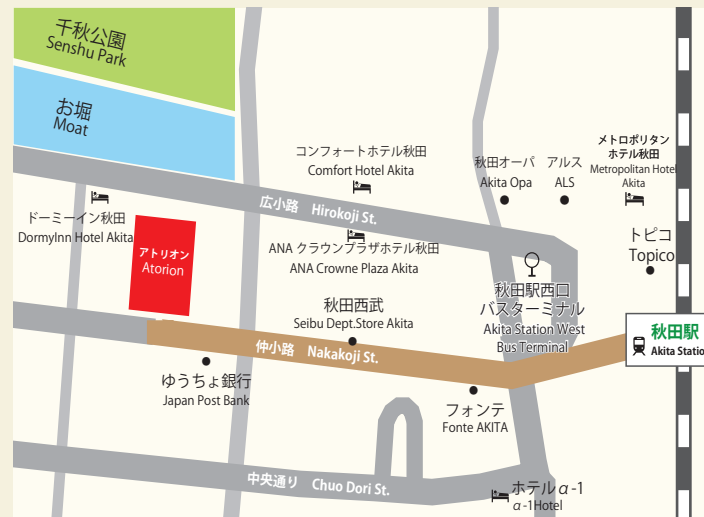 千秋公園
Senshu Park
お堀
Moat
コンフォートホテル秋田
Comfort Hotel Akita
秋田オーパ
Akita Opa
アルス
ALS
メトロポリタン
ホテル秋田
Metropolitan Hotel
Akita
ドーミーイン秋田
DormyInn Hotel Akita
広小路 Hirokoji St.
アトリオン
Atorion
ANA クラウンプラザホテル秋田
ANA Crowne Plaza Akita
トピコ
Topico
秋田駅西口
バスターミナル
Akita Station West
Bus Terminal
秋田西武
Seibu Dept.Store Akita
秋田駅
Akita Statio
仲小路 Nakakoji St.
ゆうちょ銀行
Japan Post Bank
フォンテ
Fonte AKITA
中央通り Chuo Dori St.
ホテルα-1
α-1Hotel